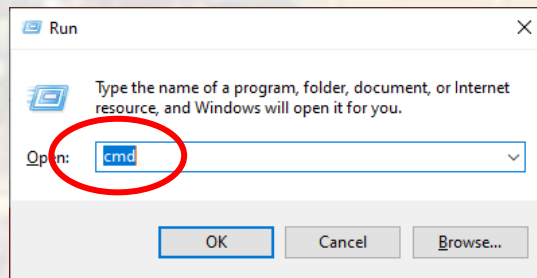 Run
Type the name of a program, folder, document, or Internet
resource, and Windows will open it for you.
Open: cmd
OK Cancel Browse...